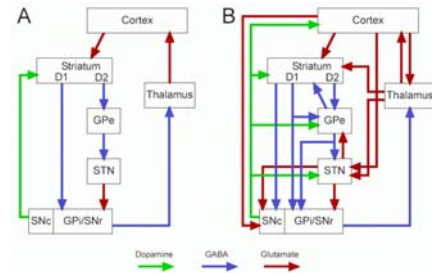 A
Cortex
Striatum
D1 D2
GPe
Thalamus
STN
SNc GPi/SNr
B
Cortex
Striatum
D1 D2
GPe
Thalamus
STN
SNc GPi/SNr
Dopamine GABA Glutamate